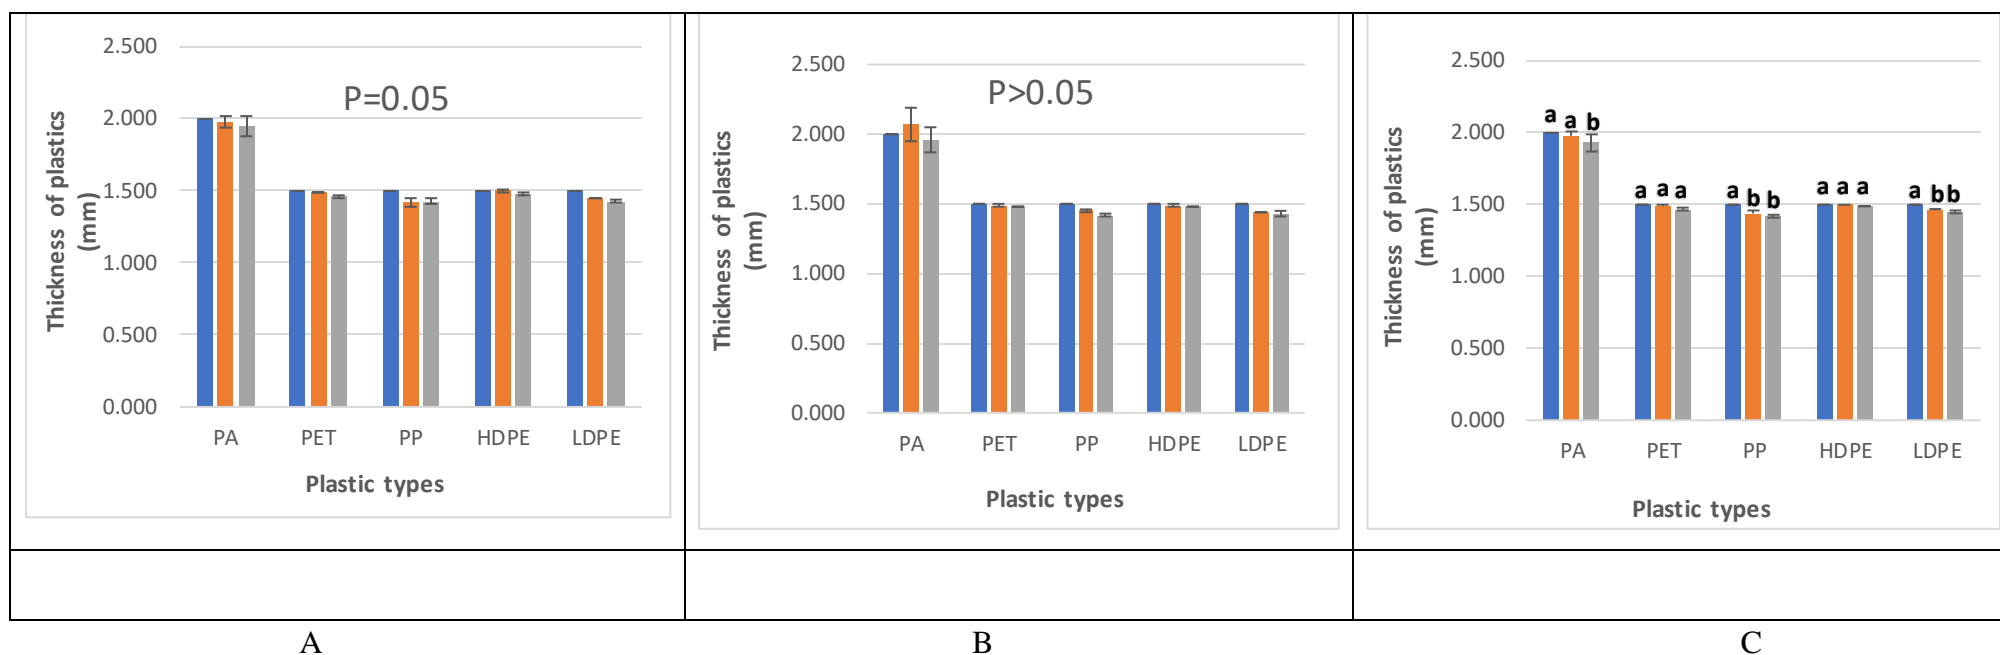 2.500
2.000
1.500
1.000
0.500
0.000
P=0.05
Thickness of plastics
(mm)
PA PET PP HDPE LDPE
Plastic types
2.500
2.000
1.500
1.000
0.500
0.000
P>0.05
Thickness of plastics
(mm)
PA PET PP HDPE LDPE
Plastic types
2.500
2.000
1.500
1.000
0.500
0.000
a a b
a a a a b b a a a a b b
Thickness of plastics
(mm)
PA PET PP HDPE LDPE
Plastic types
A B C